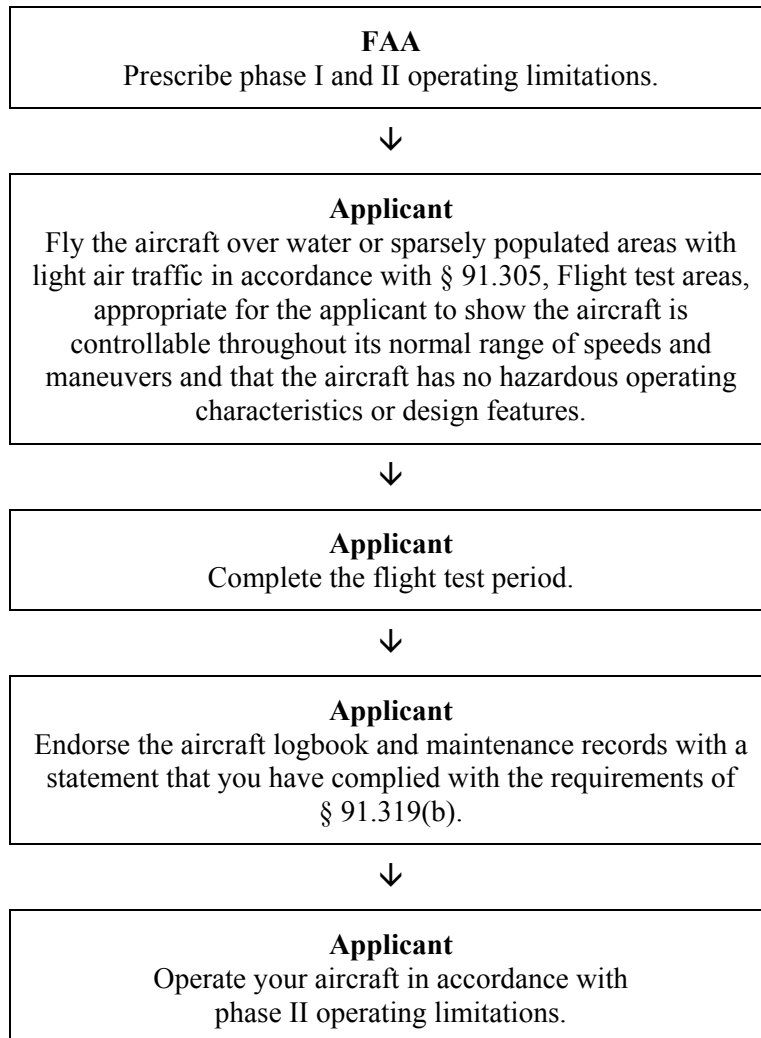 FAA
Prescribe phase I and II operating limitations.
↓
Applicant
Fly the aircraft over water or sparsely populated areas with
light air traffic in accordance with § 91.305, Flight test areas,
appropriate for the applicant to show the aircraft is
controllable throughout its normal range of speeds and
maneuvers and that the aircraft has no hazardous operating
characteristics or design features.
↓
Applicant
Complete the flight test period.
↓
Applicant
Endorse the aircraft logbook and maintenance records with a
statement that you have complied with the requirements of
§ 91.319(b).
↓
Applicant
Operate your aircraft in accordance with
phase II operating limitations.